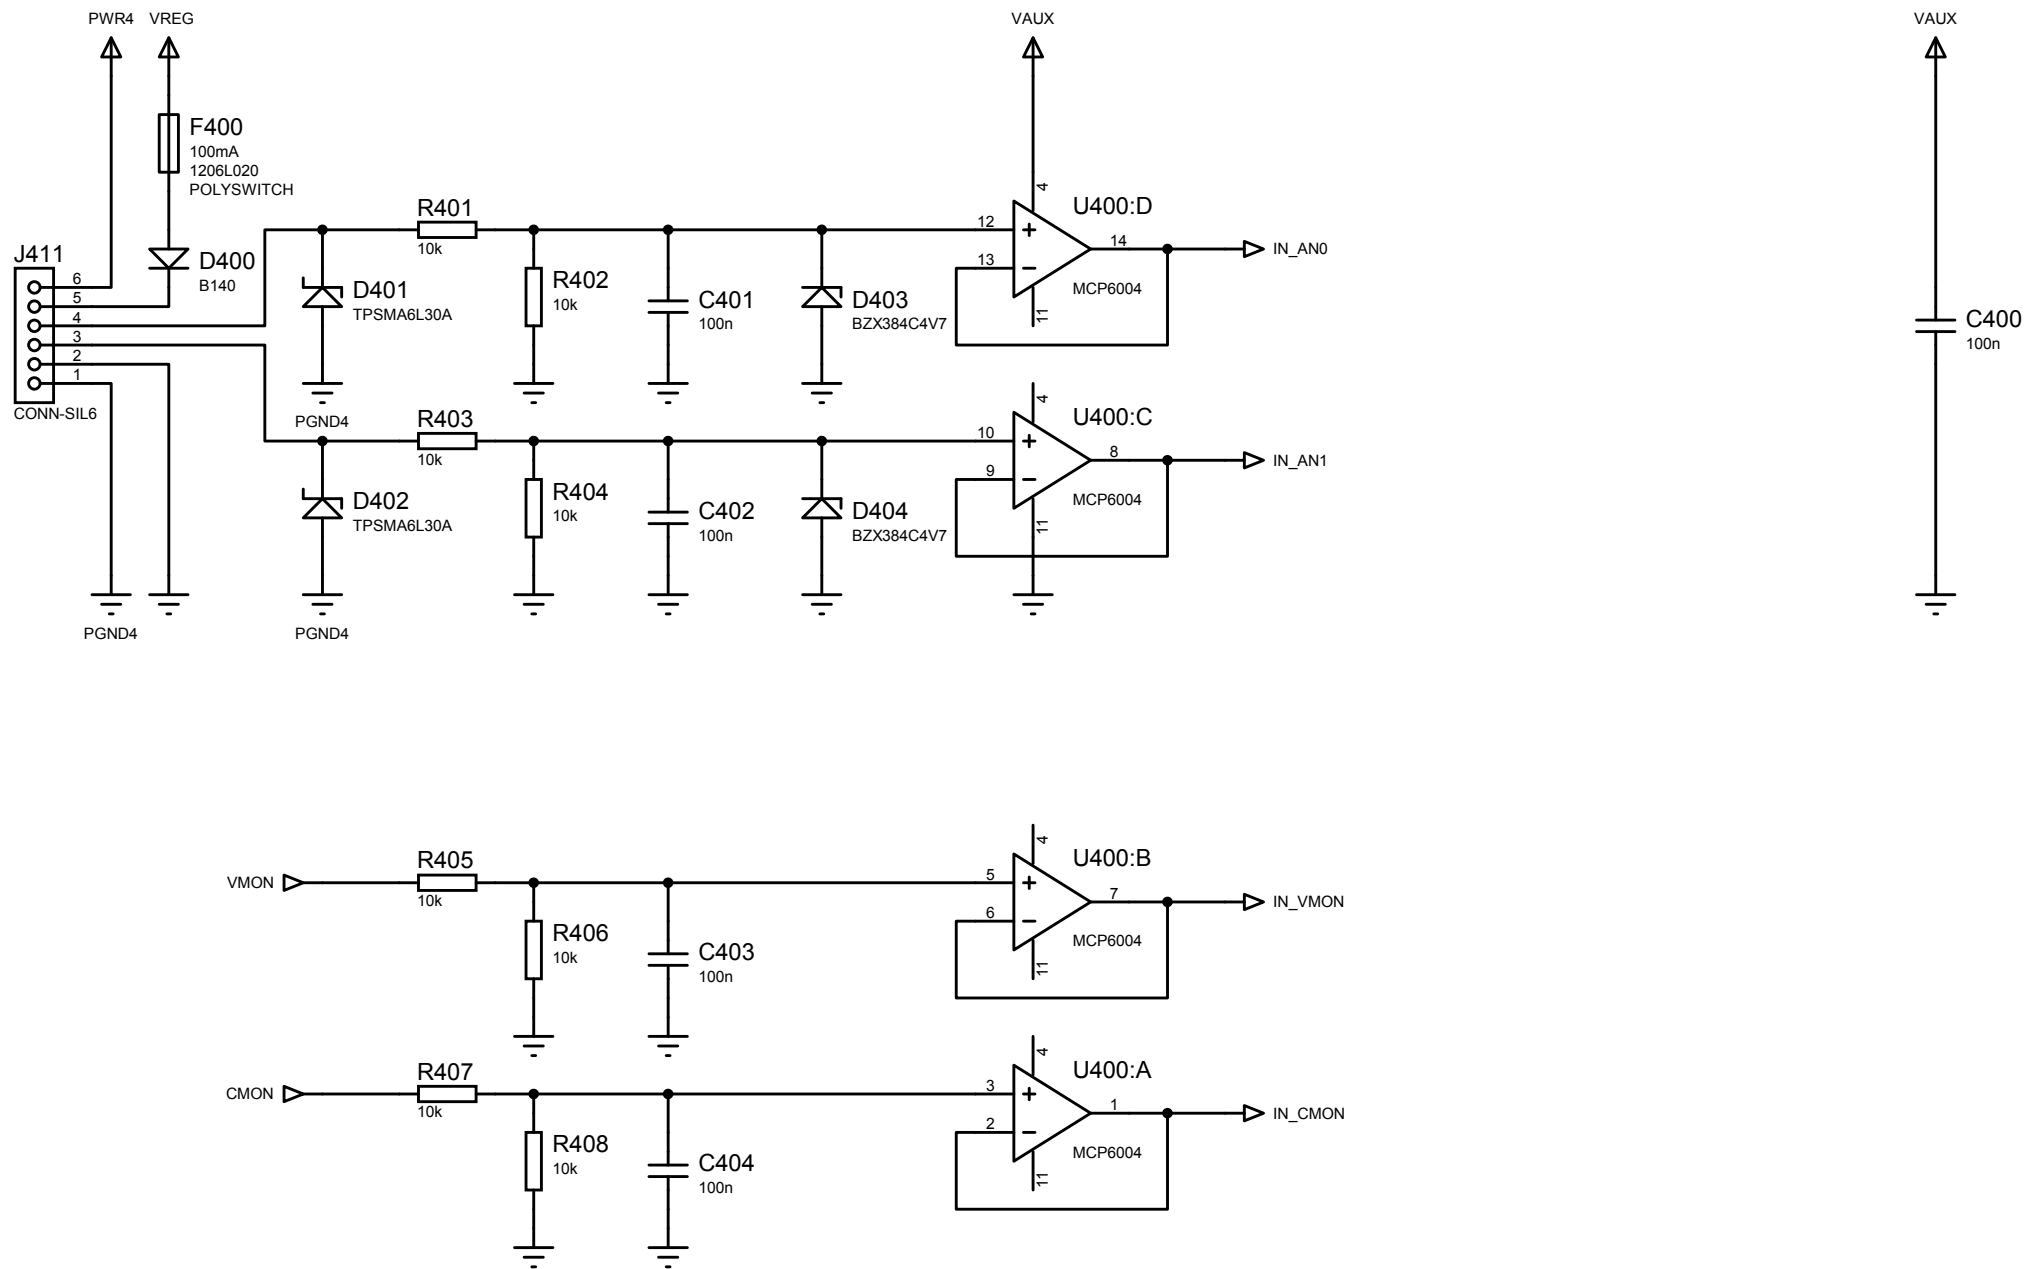 PWR4 VREG
VAUX
VAUX
F400
100mA
1206L020
POLYSWITCH
J411
6
5
4
3
2
1
CONN-SIL6
D400
B140
R401
10k
D401
TPSMA6L30A
PGND4
R402
10k
C401
100n
D403
BZX384C4V7
12
13
4
11
14
U400:D
MCP6004
IN_AN0
C400
100n
R403
10k
D402
TPSMA6L30A
PGND4
PGND4
R404
10k
C402
100n
D404
BZX384C4V7
10
9
4
11
8
U400:C
MCP6004
IN_AN1
VMON
R405
10k
R406
10k
C403
100n
5
6
4
11
7
U400:B
MCP6004
IN_VMON
CMON
R407
10k
R408
10k
C404
100n
3
2
4
11
1
U400:A
MCP6004
IN_CMON